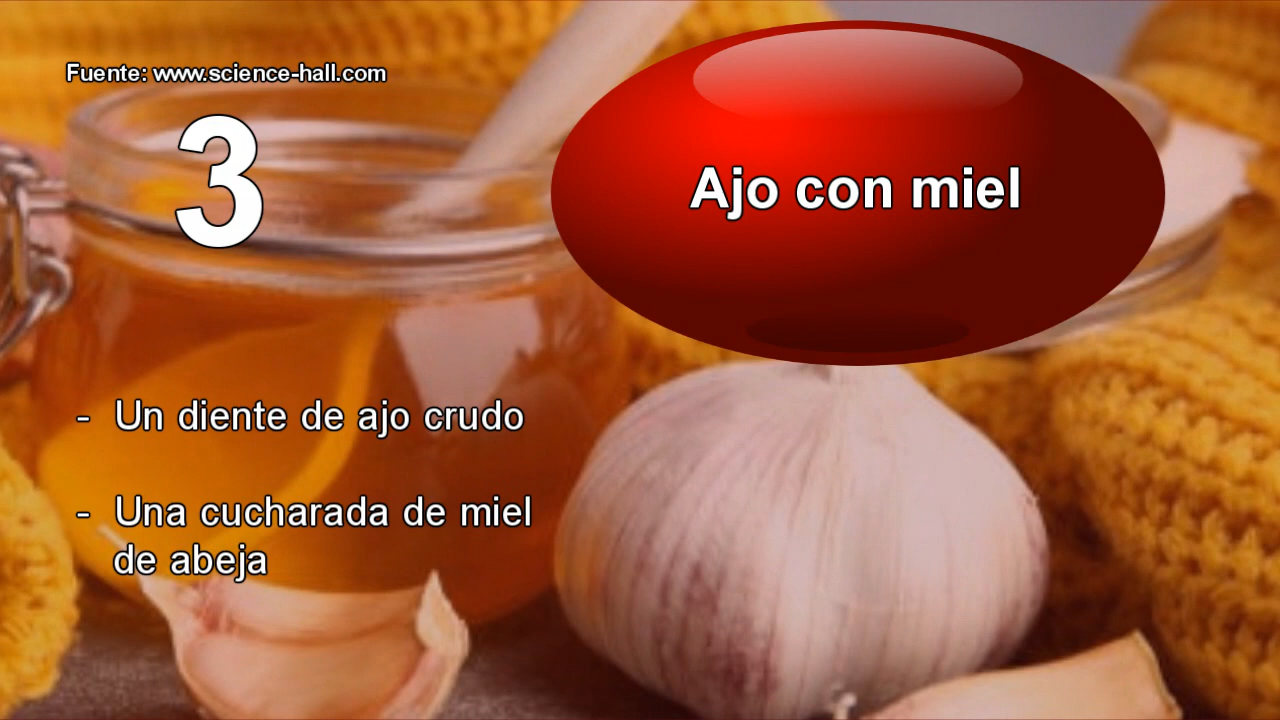 Fuente: www.science-hall.com
3
Ajo con miel
- Un diente de ajo crudo
- Una cucharada de miel
de abeja